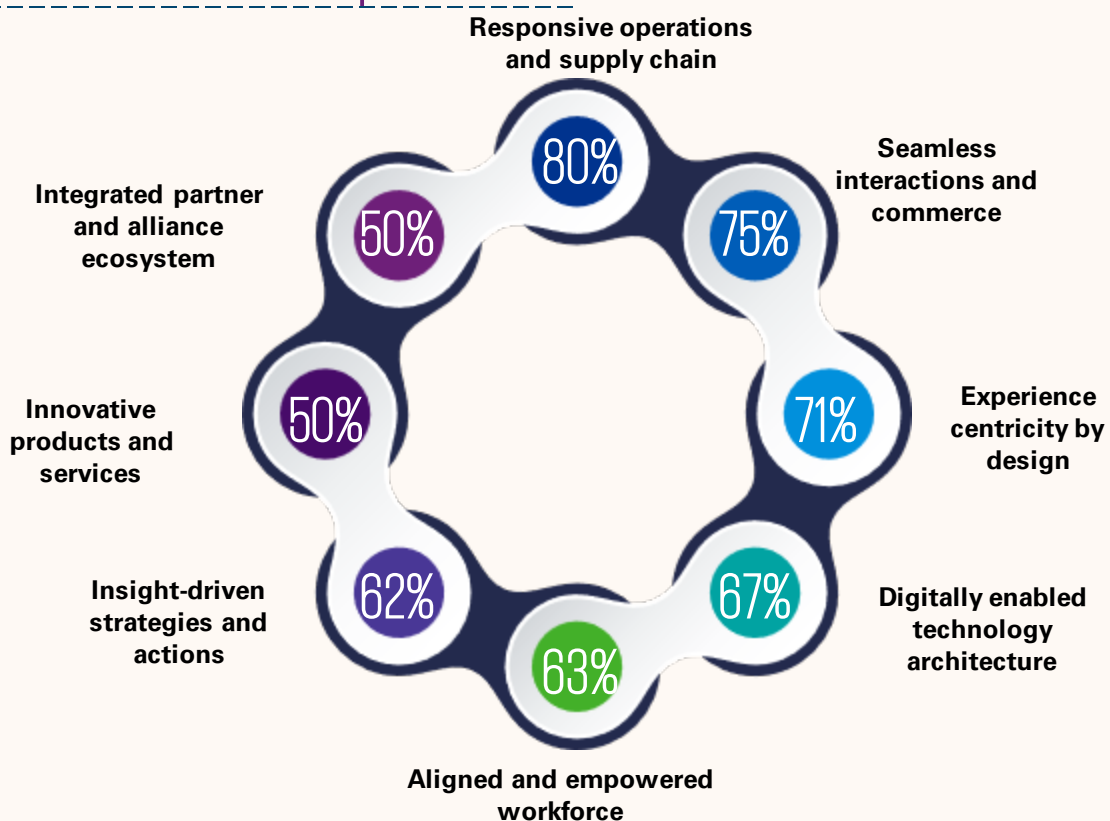 Responsive operations
and supply chain
80%
Seamless
interactions and
commerce
75%
Experience
centricity by
design
71%
Digitally enabled
technology
architecture
67%
Aligned and empowered
workforce
63%
Insight-driven
strategies and
actions
62%
Innovative
products and
services
50%
Integrated partner
and alliance
ecosystem
50%